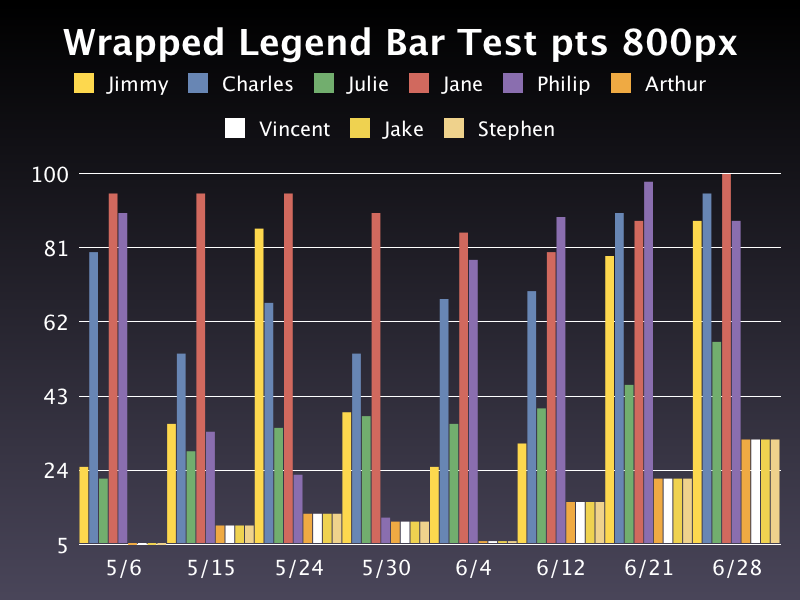 Wrapped Legend Bar Test pts 800px
Jimmy Charles Julie Jane Philip Arthur
Vincent Jake Stephen
100
81
62
43
24
5
5/6 5/15 5/24 5/30 6/4 6/12 6/21 6/28